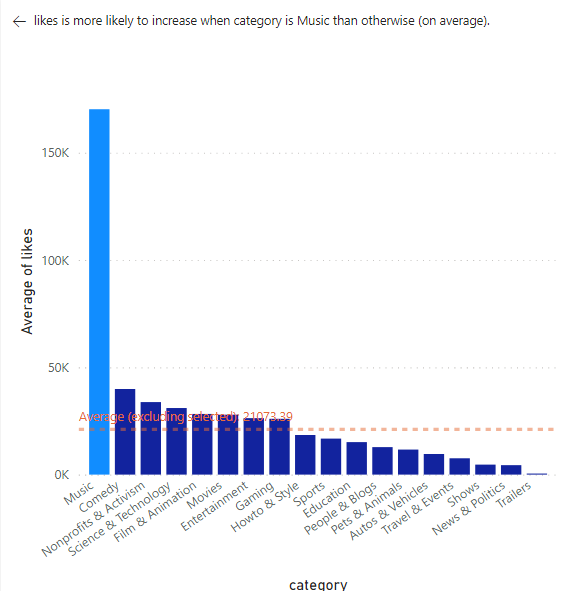 ← likes is more likely to increase when category is Music than otherwise (on average).
150K
100K
50K
0K
Average of likes
Average (excluding selected): 21073.39
Music
Comedy
Nonprofits & Activism
Science & Technology
Film & Animation
Movies
Entertainment
Gaming
Howto & Style
Sports
Education
People & Blogs
Pets & Animals
Autos & Vehicles
Travel & Events
Shows
News & Politics
Trailers
category